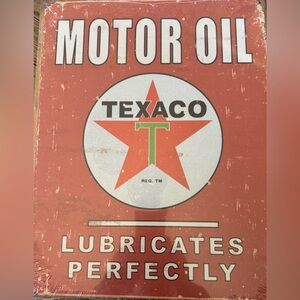 MOTOR OIL
TEXACO
T
REG. TM
LUBRICATES
PERFECTLY